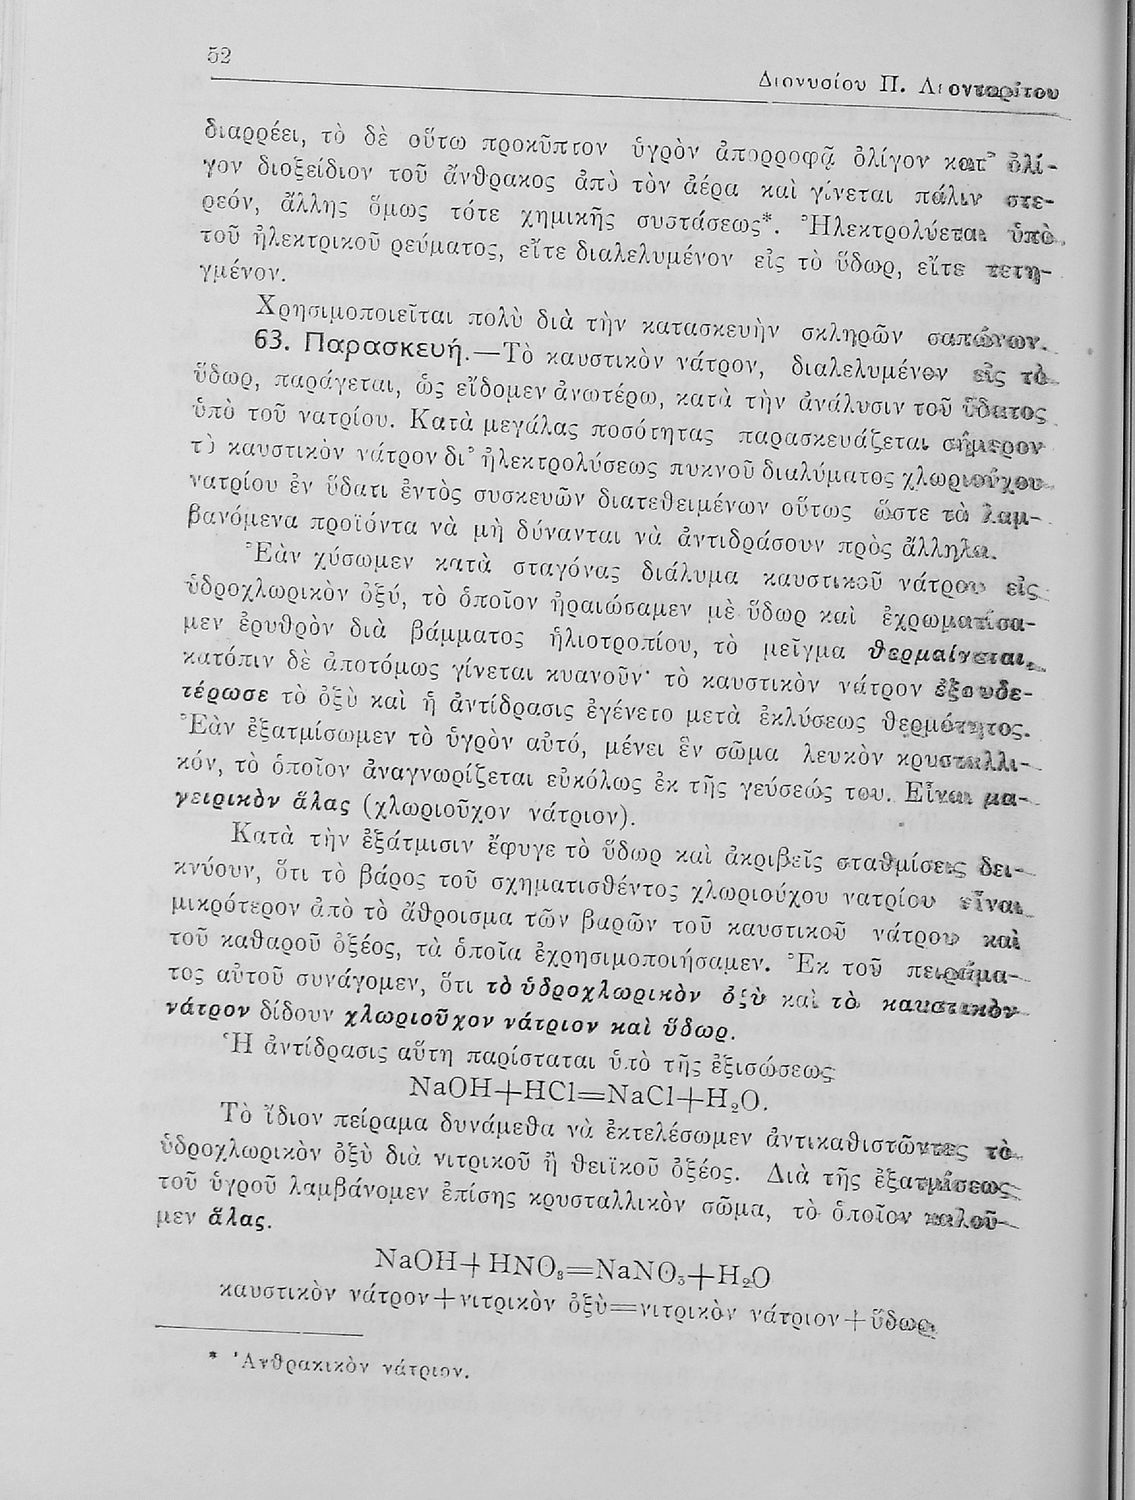 52
Διονυσίου Π. Λεονταρίτου
διαρρέει, τὸ δὲ οὕτω προκῦπτον ὑγρὸν ἀπορροφᾷ ὀλίγον κατ᾽ ὀλί-
γον διοξείδιον τοῦ ἄνθρακος ἀπὸ τὸν ἀέρα καὶ γίνεται πάλιν στε-
ρεόν, ἄλλης ὅμως τότε χημικῆς συστάσεως*. Ἠλεκτρολύεται ὑπὸ
τοῦ ἠλεκτρικοῦ ρεύματος, εἴτε διαλελυμένον εἰς τὸ ὕδωρ, εἴτε τετη-
γμένον.
Χρησιμοποιεῖται πολὺ διὰ τὴν κατασκευὴν σκληρῶν σαπώνων.
63. Παρασκευή.—Τὸ καυστικὸν νάτρον, διαλελυμένον εἰς τὸ
ὕδωρ, παράγεται, ὡς εἴδομεν ἀνωτέρω, κατὰ τὴν ἀνάλυσιν τοῦ ὕδατος
ὑπὸ τοῦ νατρίου. Κατὰ μεγάλας ποσότητας παρασκευάζεται σήμερον
τὸ καυστικὸν νάτρον δι᾽ ἠλεκτρολύσεως πυκνοῦ διαλύματος χλωριούχου
νατρίου ἐν ὕδατι ἐντὸς συσκευῶν διατεθειμένων οὕτως ὥστε τὰ λαμ-
βανόμενα προϊόντα νὰ μὴ δύνανται νὰ ἀντιδράσουν πρὸς ἄλληλα.
Ἐὰν χύσωμεν κατὰ σταγόνας διάλυμα καυστικοῦ νάτρου εἰς
ὑδροχλωρικὸν ὀξύ, τὸ ὁποῖον ἠραιώσαμεν μὲ ὕδωρ καὶ ἐχρωματίσα-
μεν ἐρυθρὸν διὰ βάμματος ἡλιοτροπίου, τὸ μεῖγμα θερμαίνεται,
κατόπιν δὲ ἀποτόμως γίνεται κυανοῦν· τὸ καυστικὸν νάτρον ἐξουδε-
τέρωσε τὸ ὀξὺ καὶ ἡ ἀντίδρασις ἐγένετο μετὰ ἐκλύσεως θερμότητος.
Ἐὰν ἐξατμίσωμεν τὸ ὑγρὸν αὐτό, μένει ἓν σῶμα λευκὸν κρυσταλλι-
κόν, τὸ ὁποῖον ἀναγνωρίζεται εὐκόλως ἐκ τῆς γεύσεώς του. Εἶναι μα-
γειρικὸν ἅλας (χλωριοῦχον νάτριον).
Κατὰ τὴν ἐξάτμισιν ἔφυγε τὸ ὕδωρ καὶ ἀκριβεῖς σταθμίσεις δει-
κνύουν, ὅτι τὸ βάρος τοῦ σχηματισθέντος χλωριούχου νατρίου εἶναι
μικρότερον ἀπὸ τὸ ἄθροισμα τῶν βαρῶν τοῦ καυστικοῦ νάτρου καὶ
τοῦ καθαροῦ ὀξέος, τὰ ὁποῖα ἐχρησιμοποιήσαμεν. Ἐκ τοῦ πειράμα-
τος αὐτοῦ συνάγομεν, ὅτι τὸ ὑδροχλωρικὸν ὀξὺ καὶ τὸ καυστικὸν
νάτρον δίδουν χλωριοῦχον νάτριον καὶ ὕδωρ.
Ἡ ἀντίδρασις αὕτη παρίσταται ὑπὸ τῆς ἐξισώσεως
NaOH+HCl=NaCl+H₂O.
Τὸ ἴδιον πείραμα δυνάμεθα νὰ ἐκτελέσωμεν ἀντικαθιστῶντες τὸ
ὑδροχλωρικὸν ὀξὺ διὰ νιτρικοῦ ἢ θειϊκοῦ ὀξέος. Διὰ τῆς ἐξατμίσεως
τοῦ ὑγροῦ λαμβάνομεν ἐπίσης κρυσταλλικὸν σῶμα, τὸ ὁποῖον καλοῦ-
μεν ἅλας.
NaOH+HNO₃=NaNO₃+H₂O
καυστικὸν νάτρον+νιτρικὸν ὀξὺ=νιτρικὸν νάτριον+ὕδωρ.
* Ἀνθρακικὸν νάτριον.